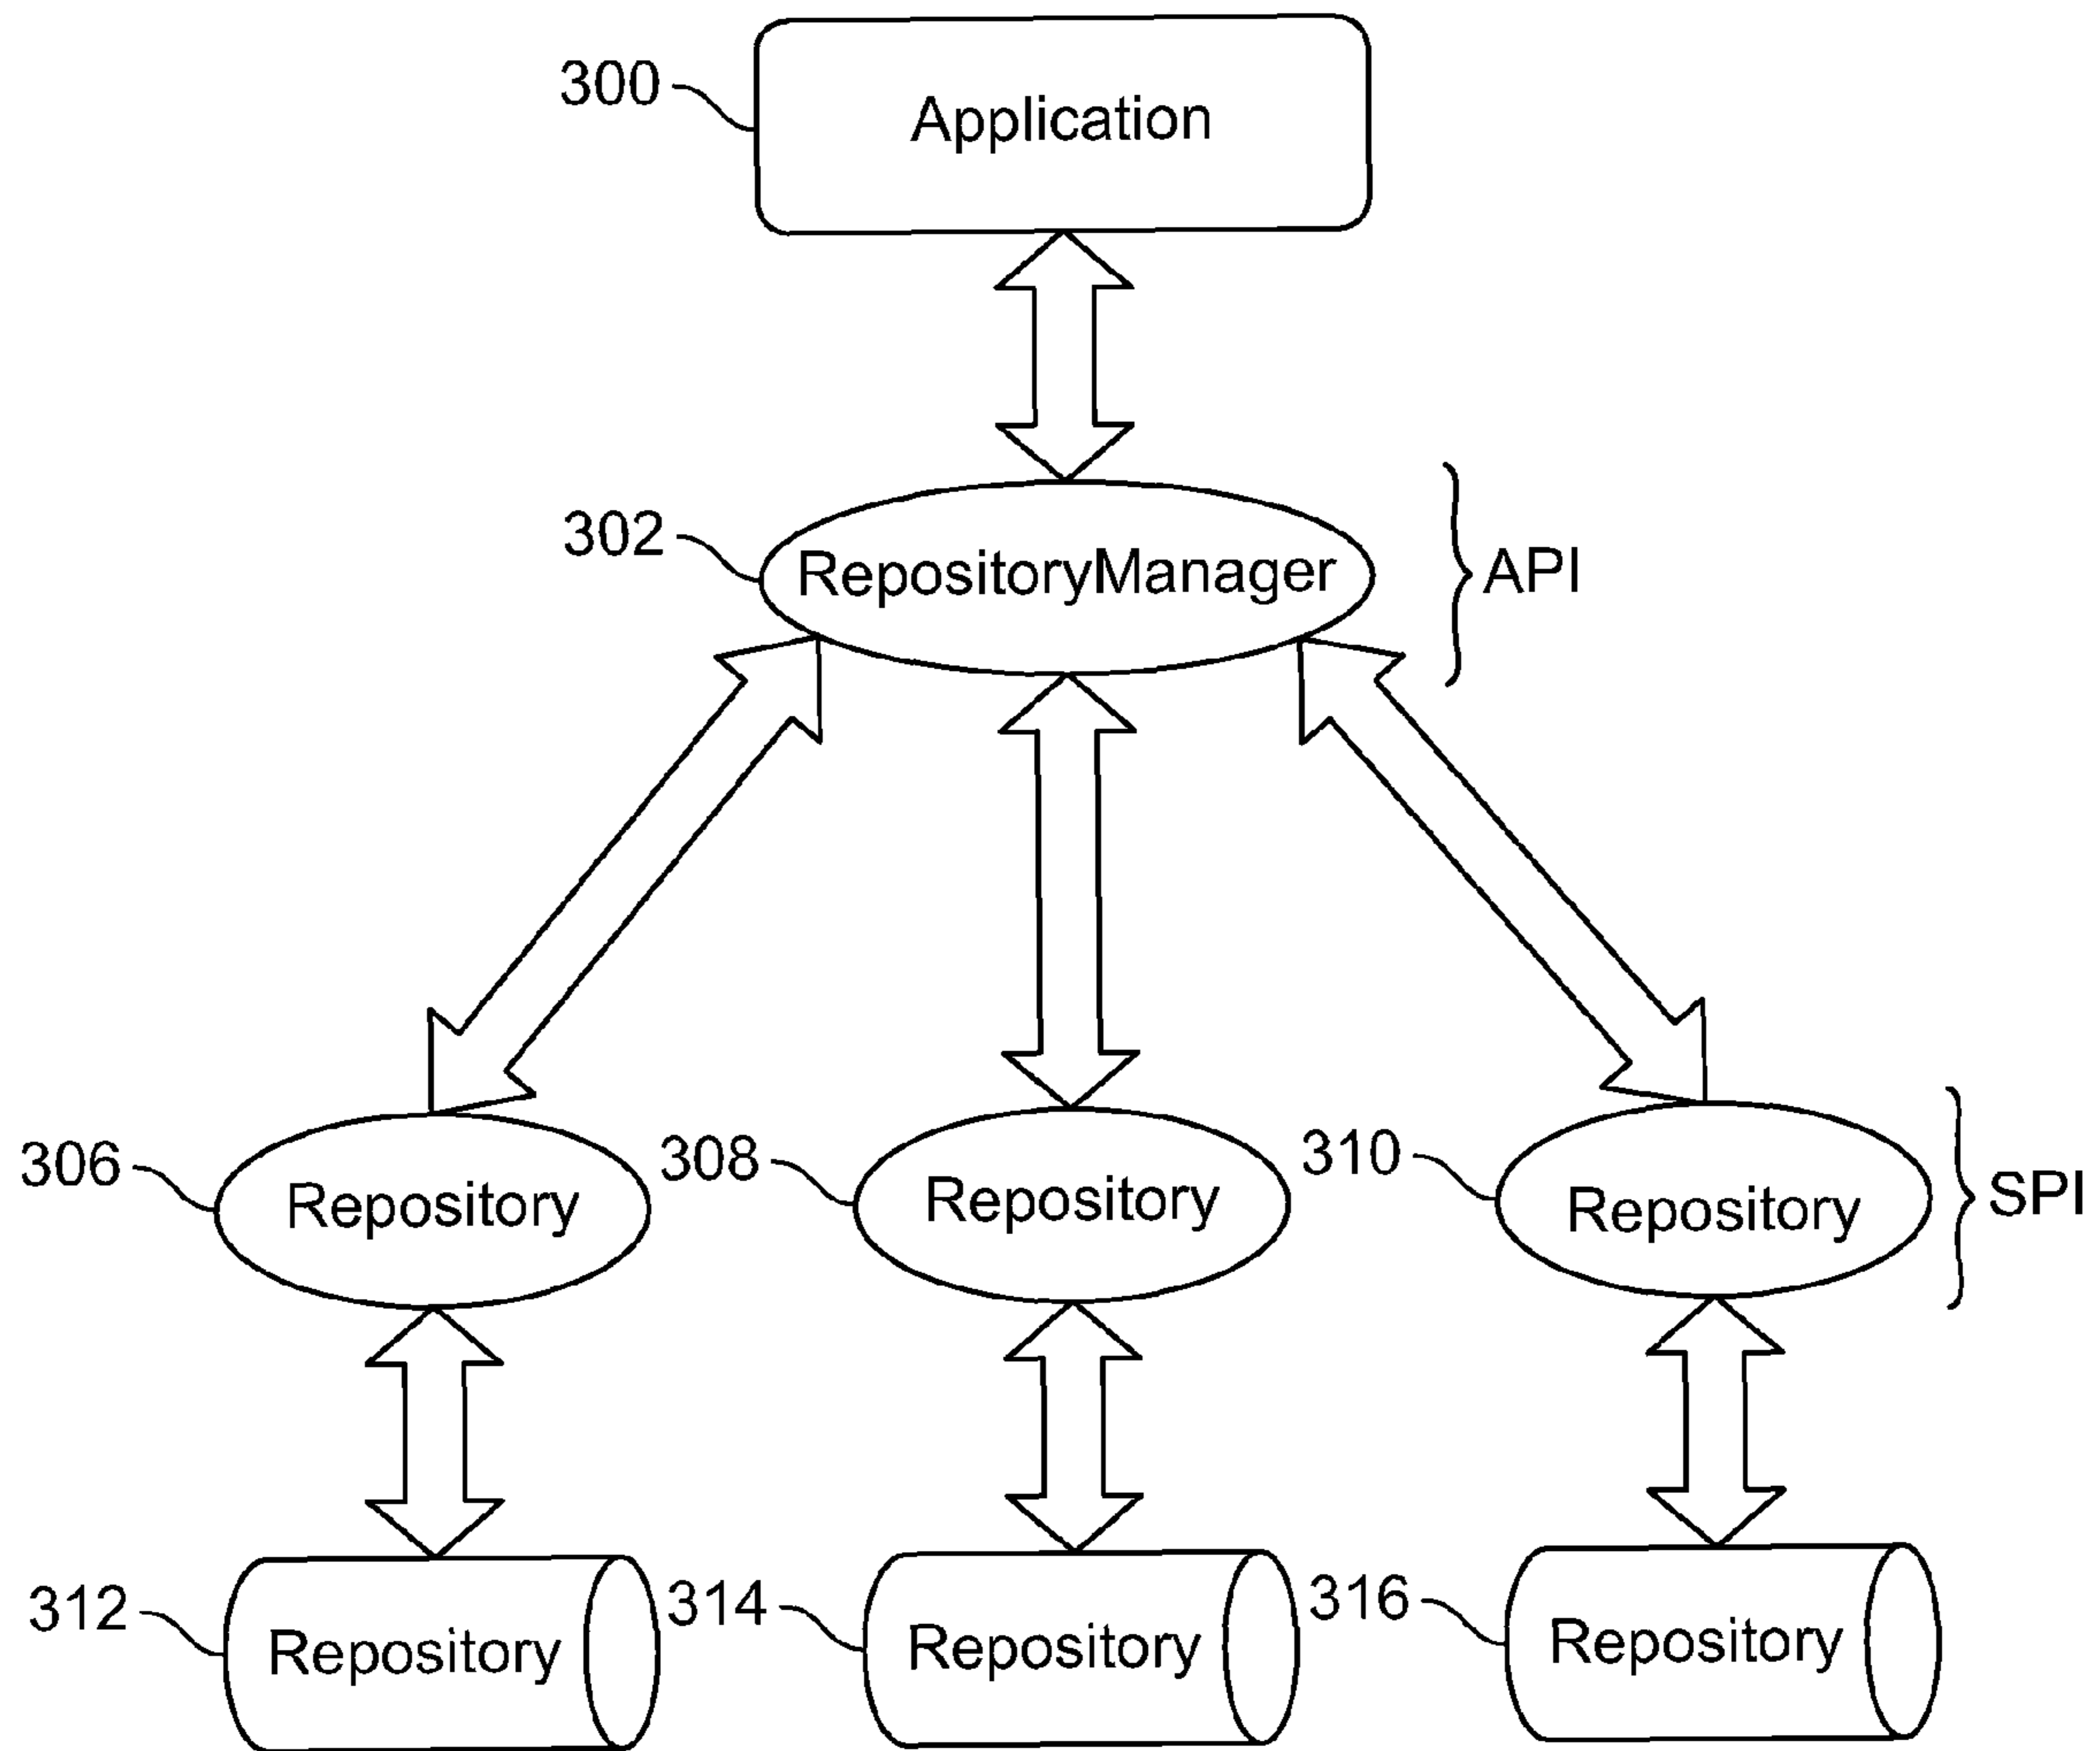 300
Application
302
RepositoryManager
API
306
Repository
308
Repository
310
Repository
SPI
312
Repository
314
Repository
316
Repository